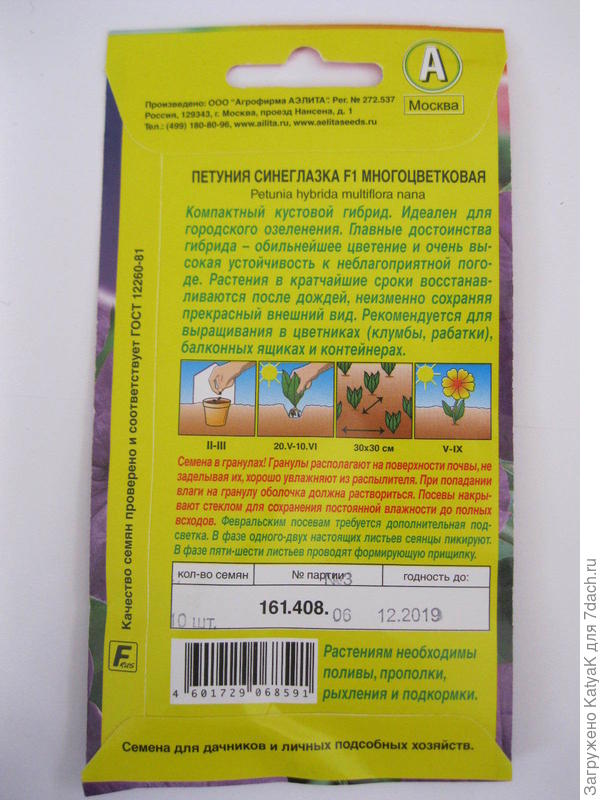 Произведено: ООО "Агрофирма АЭЛИТА". Рег. № 272.537
Россия, 129343, г. Москва, проезд Нансена, д. 1
Тел.: (499) 180-80-96, www.ailita.ru, www.aelitaseeds.ru
А
Москва
ПЕТУНИЯ СИНЕГЛАЗКА F1 МНОГОЦВЕТКОВАЯ
Petunia hybrida multiflora nana
Компактный кустовой гибрид. Идеален для
городского озеленения. Главные достоинства
гибрида – обильнейшее цветение и очень вы-
сокая устойчивость к неблагоприятной пого-
де. Растения в кратчайшие сроки восстанав-
ливаются после дождей, неизменно сохраняя
прекрасный внешний вид. Рекомендуется для
выращивания в цветниках (клумбы, рабатки),
балконных ящиках и контейнерах.
II-III
20.V-10.VI
30х30 см
V-IX
Семена в гранулах! Гранулы располагают на поверхности почвы, не
заделывая их, хорошо увлажняют из распылителя. При попадании
влаги на гранулу оболочка должна раствориться. Посевы накры-
вают стеклом для сохранения постоянной влажности до полных
всходов. Февральским посевам требуется дополнительная под-
светка. В фазе одного-двух настоящих листьев сеянцы пикируют.
В фазе пяти-шести листьев проводят формирующую прищипку.
кол-во семян
№ партии
годность до:
№3
10 шт.
161.408.
06
12.2019
F
RUS
4 601729 068591
Растениям необходимы
поливы, прополки,
рыхления и подкормки.
Семена для дачников и личных подсобных хозяйств.
Качество семян проверено и соответствует ГОСТ 12260-81
Загружено KatyaK для 7dach.ru